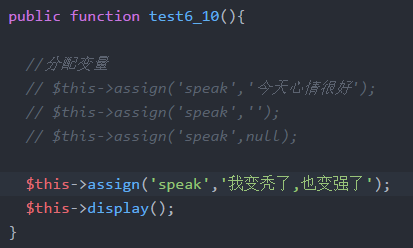 public function test6_10(){
//分配变量
// $this->assign('speak','今天心情很好');
// $this->assign('speak','');
// $this->assign('speak',null);
$this->assign('speak','我变秃了,也变强了');
$this->display();
}